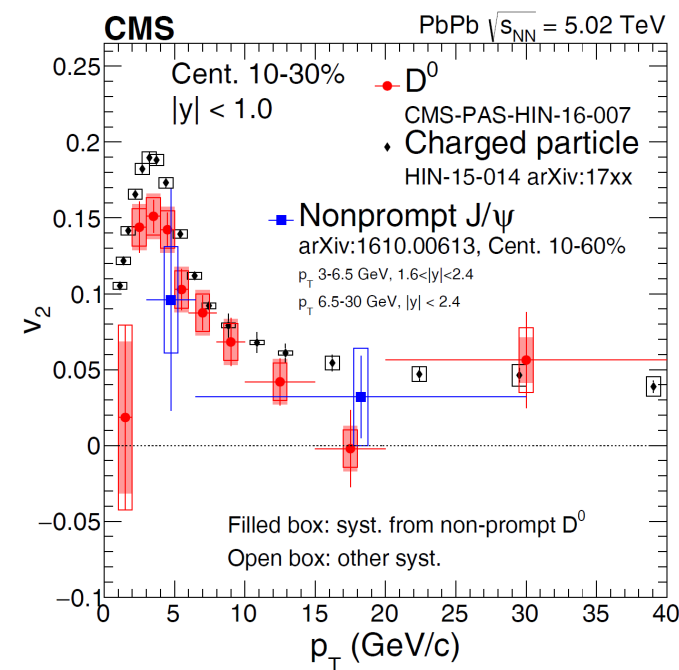 CMS
PbPb √s_NN = 5.02 TeV
Cent. 10-30%
|y| < 1.0
D⁰
CMS-PAS-HIN-16-007
Charged particle
HIN-15-014 arXiv:17xx
Nonprompt J/ψ
arXiv:1610.00613, Cent. 10-60%
p_T 3-6.5 GeV, 1.6<|y|<2.4
p_T 6.5-30 GeV, |y| < 2.4
0.25
0.2
0.15
0.1
0.05
0
−0.05
−0.1
v₂
Filled box: syst. from non-prompt D⁰
Open box: other syst.
0 5 10 15 20 25 30 35 40
p_T (GeV/c)